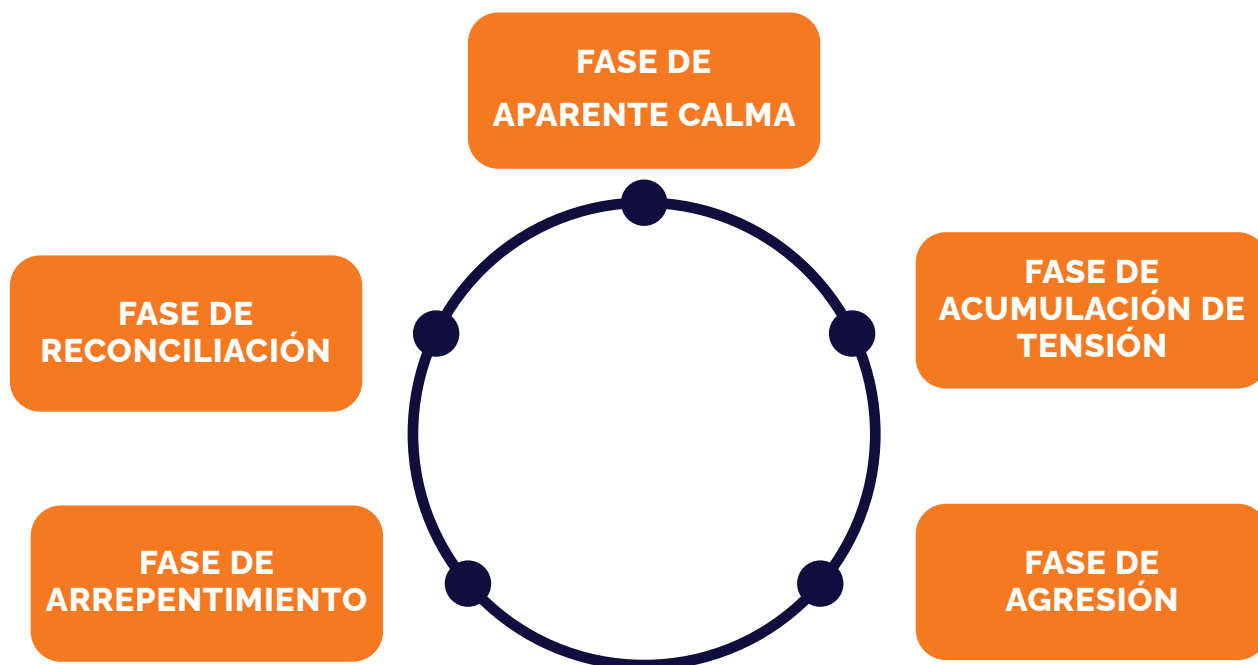 FASE DE
APARENTE CALMA
FASE DE
ACUMULACIÓN DE
TENSIÓN
FASE DE
RECONCILIACIÓN
FASE DE
AGRESIÓN
FASE DE
ARREPENTIMIENTO